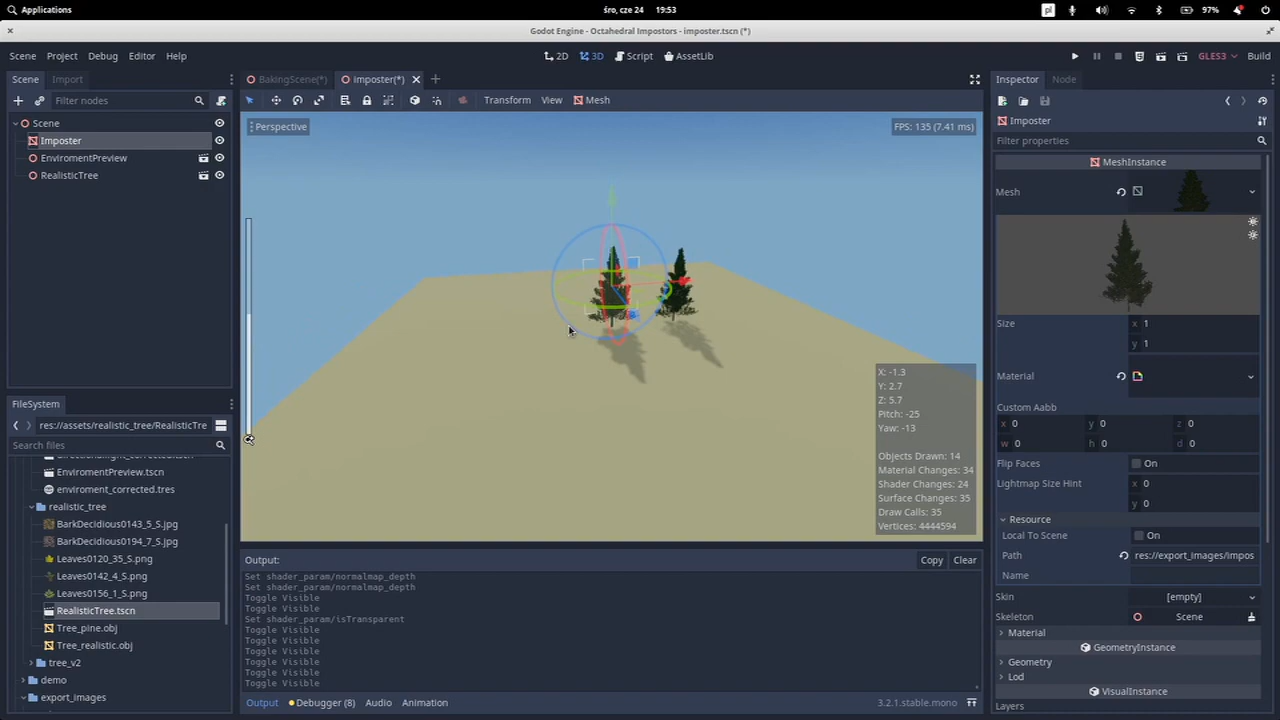 Applications
śro, cze 24 19:53
pl
97%
Godot Engine - Octahedral Impostors - imposter.tscn (*)
Scene Project Debug Editor Help
2D 3D Script AssetLib
GLES3 Build
Scene Import
Filter nodes
BakingScene(*)
imposter(*)
Transform View Mesh
Scene
Imposter
EnviromentPreview
RealisticTree
FileSystem
res://assets/realistic_tree/RealisticTre
Search files
EnviromentPreview.tscn
enviroment_corrected.tres
realistic_tree
BarkDecidious0143_5_S.jpg
BarkDecidious0194_7_S.jpg
Leaves0120_35_S.png
Leaves0142_4_S.png
Leaves0156_1_S.png
RealisticTree.tscn
Tree_pine.obj
Tree_realistic.obj
tree_v2
demo
export_images
Perspective
FPS: 135 (7.41 ms)
X: -1.3
Y: 2.7
Z: 5.7
Pitch: -25
Yaw: -13
Objects Drawn: 14
Material Changes: 34
Shader Changes: 24
Surface Changes: 35
Draw Calls: 35
Vertices: 4444594
Output:
Copy Clear
Set shader_param/normalmap_depth
Set shader_param/normalmap_depth
Toggle Visible
Toggle Visible
Set shader_param/isTransparent
Toggle Visible
Toggle Visible
Toggle Visible
Toggle Visible
Toggle Visible
Output Debugger (8) Audio Animation
3.2.1.stable.mono
Inspector Node
Imposter
Filter properties
MeshInstance
Mesh
Size x 1
y 1
Material
Custom Aabb
x 0 y 0 z 0
w 0 h 0 d 0
Flip Faces On
Lightmap Size Hint x 0
y 0
Resource
Local To Scene On
Path res://export_images/Impos
Name
Skin [empty]
Skeleton Scene
Material
GeometryInstance
Geometry
Lod
VisualInstance
Layers